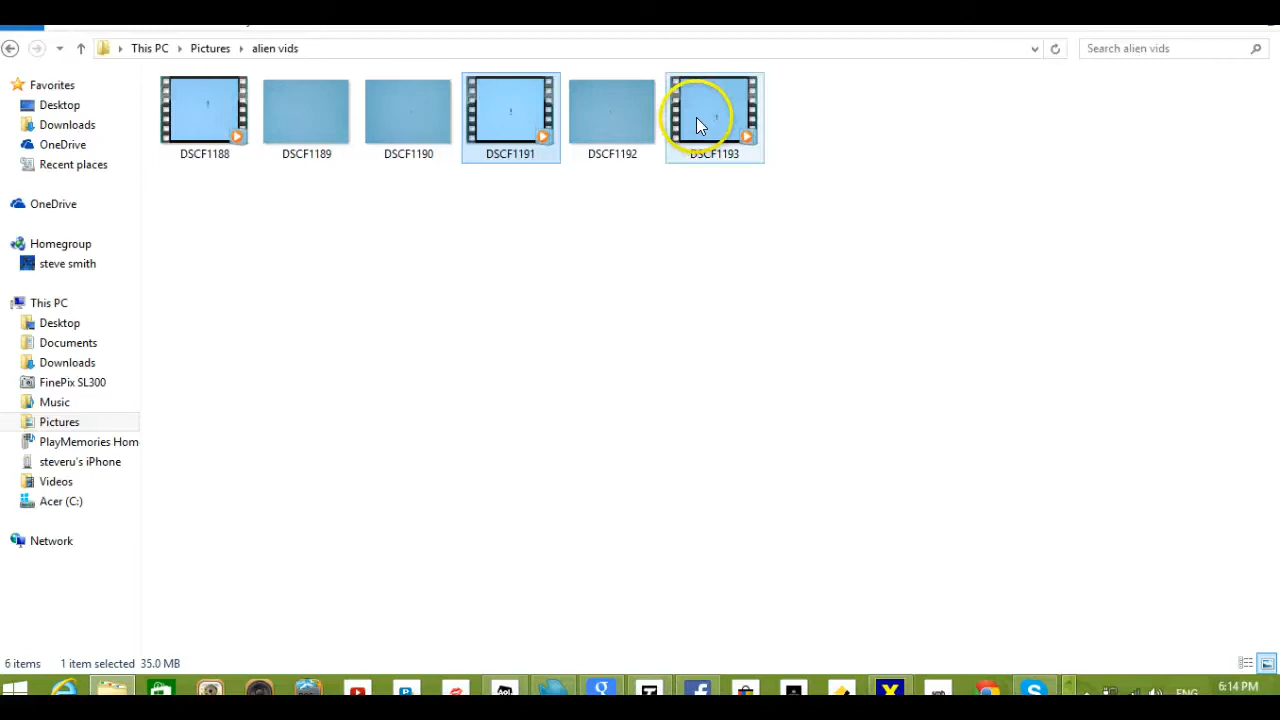 This PC
Pictures
alien vids
Search alien vids
Favorites
Desktop
Downloads
OneDrive
Recent places
OneDrive
Homegroup
steve smith
This PC
Desktop
Documents
Downloads
FinePix SL300
Music
Pictures
PlayMemories Hom
steveru's iPhone
Videos
Acer (C:)
Network
DSCF1188
DSCF1189
DSCF1190
DSCF1191
DSCF1192
DSCF1193
6 items
1 item selected
35.0 MB
Aol
g
T
X
ENG
6:14 PM